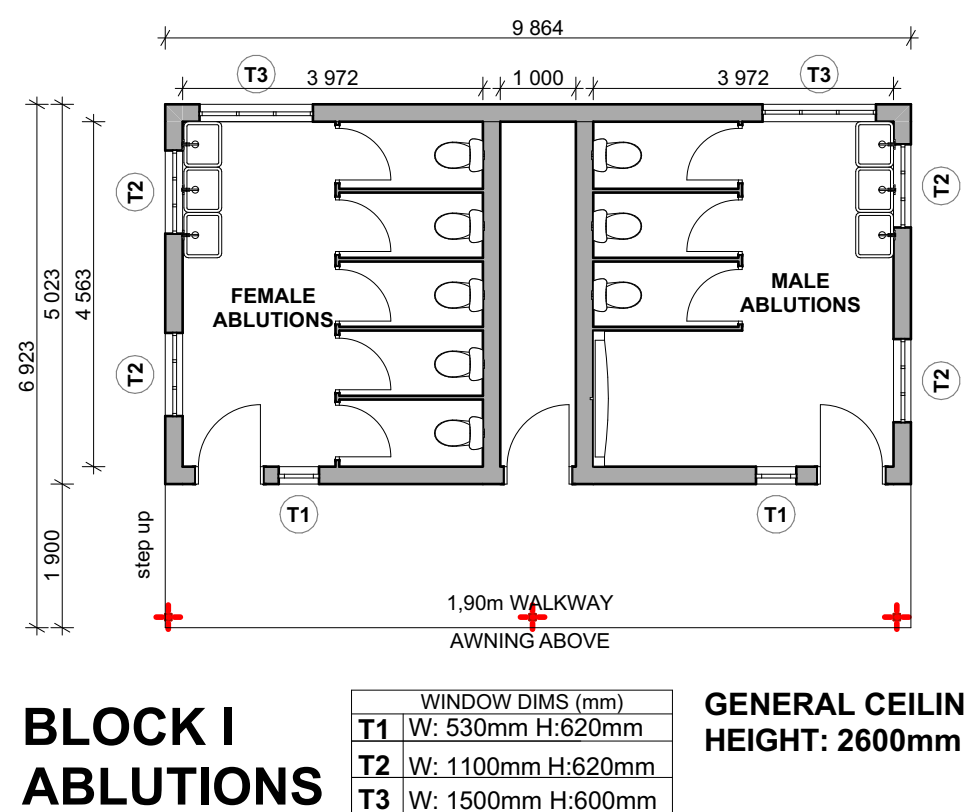 9 864
T3
3 972
1 000
3 972
T3
T2
T2
6 923
5 023
4 563
FEMALE
ABLUTIONS
MALE
ABLUTIONS
T2
T2
T1
T1
1 900
step up
1,90m WALKWAY
AWNING ABOVE
BLOCK I
ABLUTIONS
WINDOW DIMS (mm)
T1 W: 530mm H:620mm
T2 W: 1100mm H:620mm
T3 W: 1500mm H:600mm
GENERAL CEILIN
HEIGHT: 2600mm